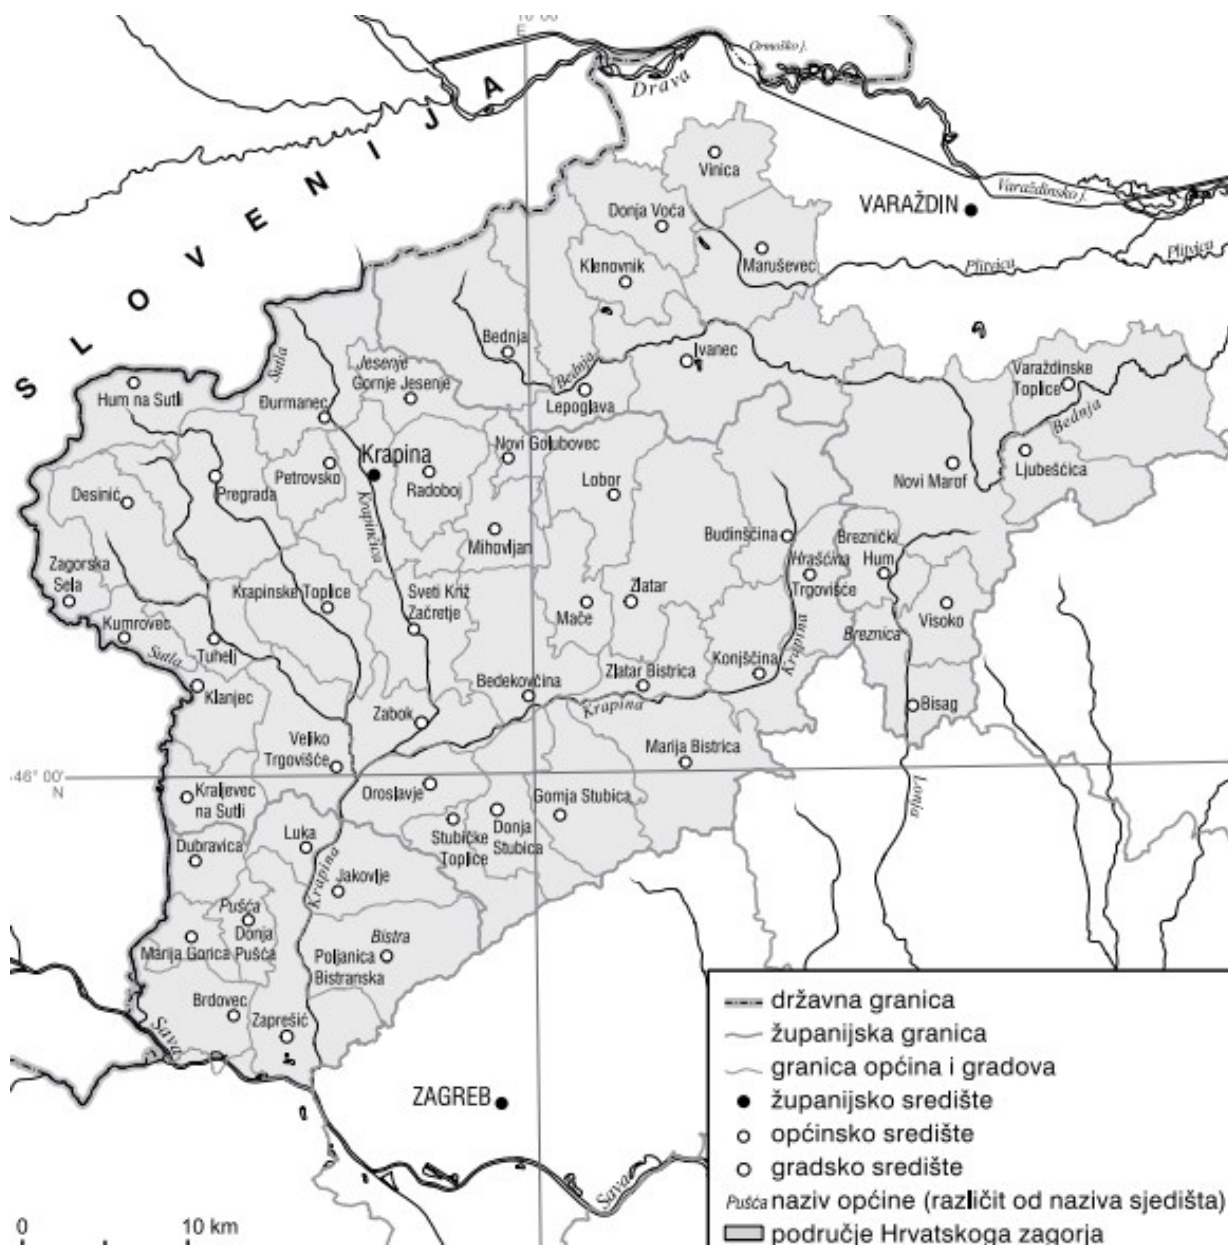 16°00'
E
Ormoško j.
Drava
SLOVENIJA
Vinica
Varaždinsko j.
VARAŽDIN
Donja Voća
Maruševec
Plitvica
Plitvica
Klenovnik
Bednja
Ivanec
Bednja
Lepoglava
Sutla
Jesenje
Gornje Jesenje
Varaždinske
Toplice
Bednja
Hum na Sutli
Đurmanec
Novi Golubovec
Ljubešćica
Krapina
Petrovsko
Radoboj
Lobor
Novi Marof
Desinić
Pregrada
Krapinčica
Mihovljan
Budinščina
Breznički
Hum
Hrašćina
Trgovišće
Zagorska
Sela
Krapinske Toplice
Sveti Križ
Začretje
Mače
Zlatar
Visoko
Breznica
Kumrovec
Sutla
Tuhelj
Krapina
Konjščina
Klanjec
Bedekovčina
Zlatar Bistrica
Krapina
Bisag
Zabok
Veliko
Trgovišće
Marija Bistrica
46° 00'
N
Kraljevec
na Sutli
Oroslavje
Gornja Stubica
Lonja
Luka
Stubičke
Toplice
Donja
Stubica
Dubravica
Krapina
Jakovlje
Pušća
Donja
Pušća
Marija Gorica
Bistra
Poljanica
Bistranska
Brdovec
Zaprešić
Sava
ZAGREB
Sava
državna granica
županijska granica
granica općina i gradova
županijsko središte
općinsko središte
gradsko središte
Pušća naziv općine (različit od naziva sjedišta)
područje Hrvatskoga zagorja
0 10 km